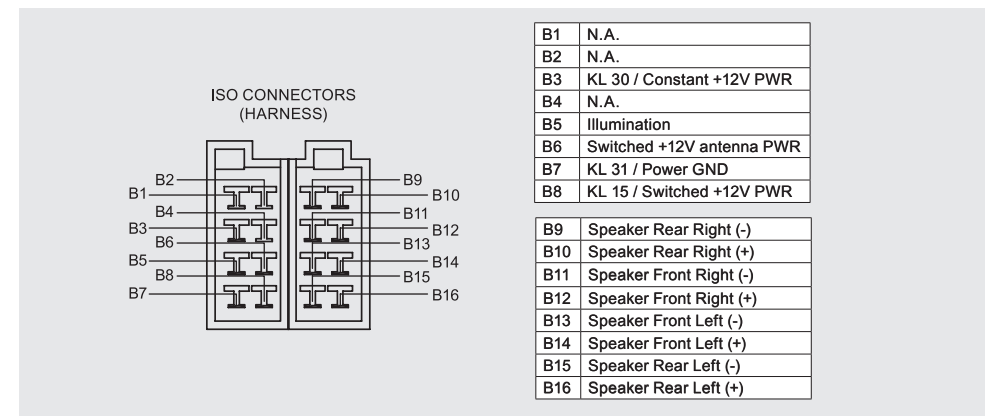 ISO CONNECTORS
(HARNESS)
B2
B1
B4
B3
B6
B5
B8
B7
B9
B10
B11
B12
B13
B14
B15
B16
B1 N.A.
B2 N.A.
B3 KL 30 / Constant +12V PWR
B4 N.A.
B5 Illumination
B6 Switched +12V antenna PWR
B7 KL 31 / Power GND
B8 KL 15 / Switched +12V PWR
B9 Speaker Rear Right (-)
B10 Speaker Rear Right (+)
B11 Speaker Front Right (-)
B12 Speaker Front Right (+)
B13 Speaker Front Left (-)
B14 Speaker Front Left (+)
B15 Speaker Rear Left (-)
B16 Speaker Rear Left (+)